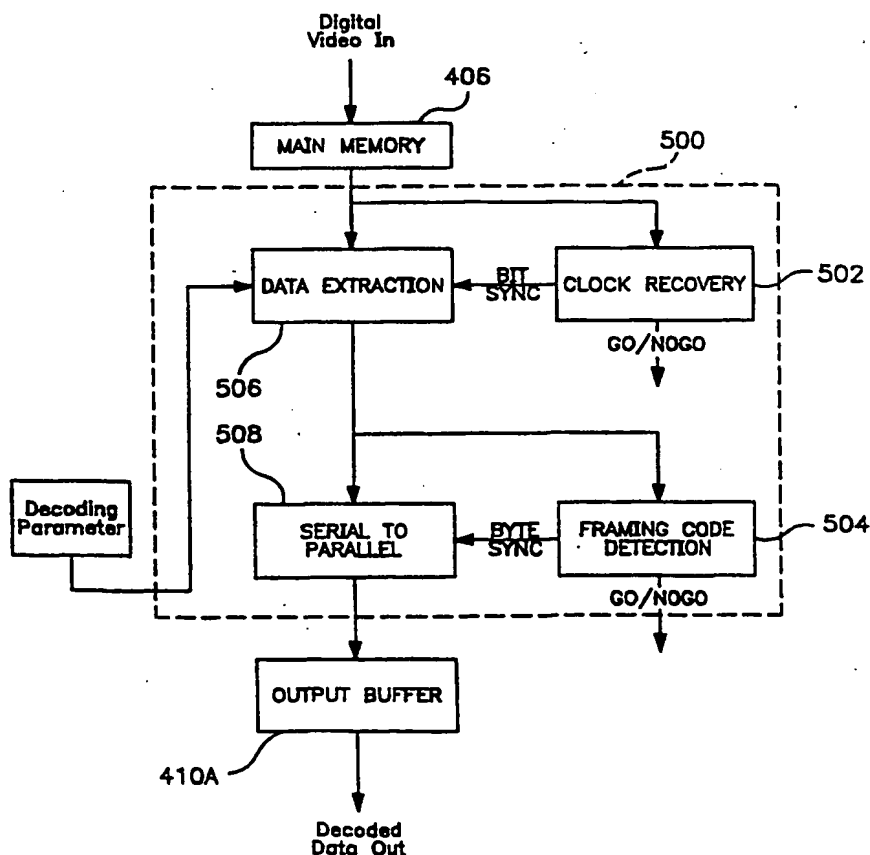 Digital
Video In
406
MAIN MEMORY
500
DATA EXTRACTION
BIT
SYNC
CLOCK RECOVERY
502
GO/NOGO
506
508
Decoding
Parameter
SERIAL TO
PARALLEL
BYTE
SYNC
FRAMING CODE
DETECTION
504
GO/NOGO
OUTPUT BUFFER
410A
Decoded
Data Out